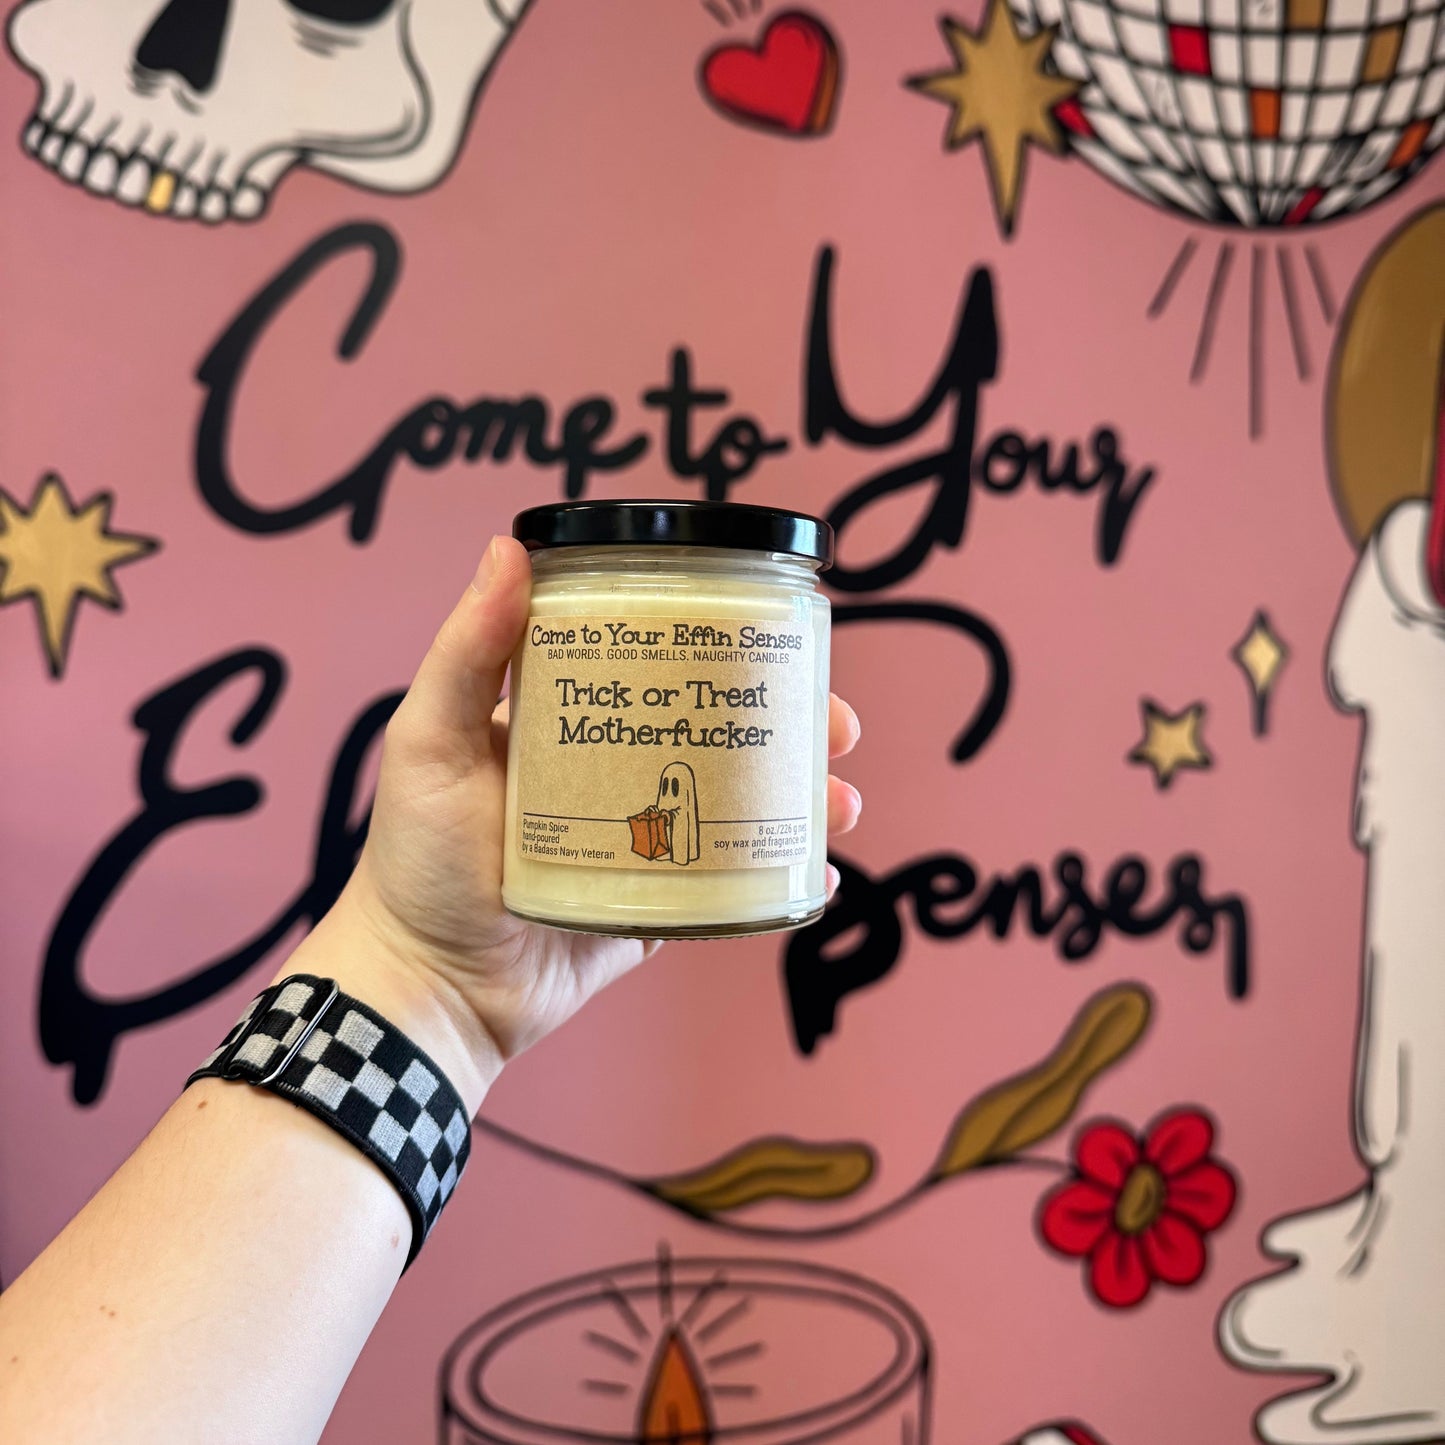 Come to Your
Effin Senses
Come to Your Effin Senses
BAD WORDS. GOOD SMELLS. NAUGHTY CANDLES
Trick or Treat
Motherfucker
Pumpkin Spice
hand-poured
by a Badass Navy Veteran
8 oz./226 g net
soy wax and fragrance oil
effinsenses.com